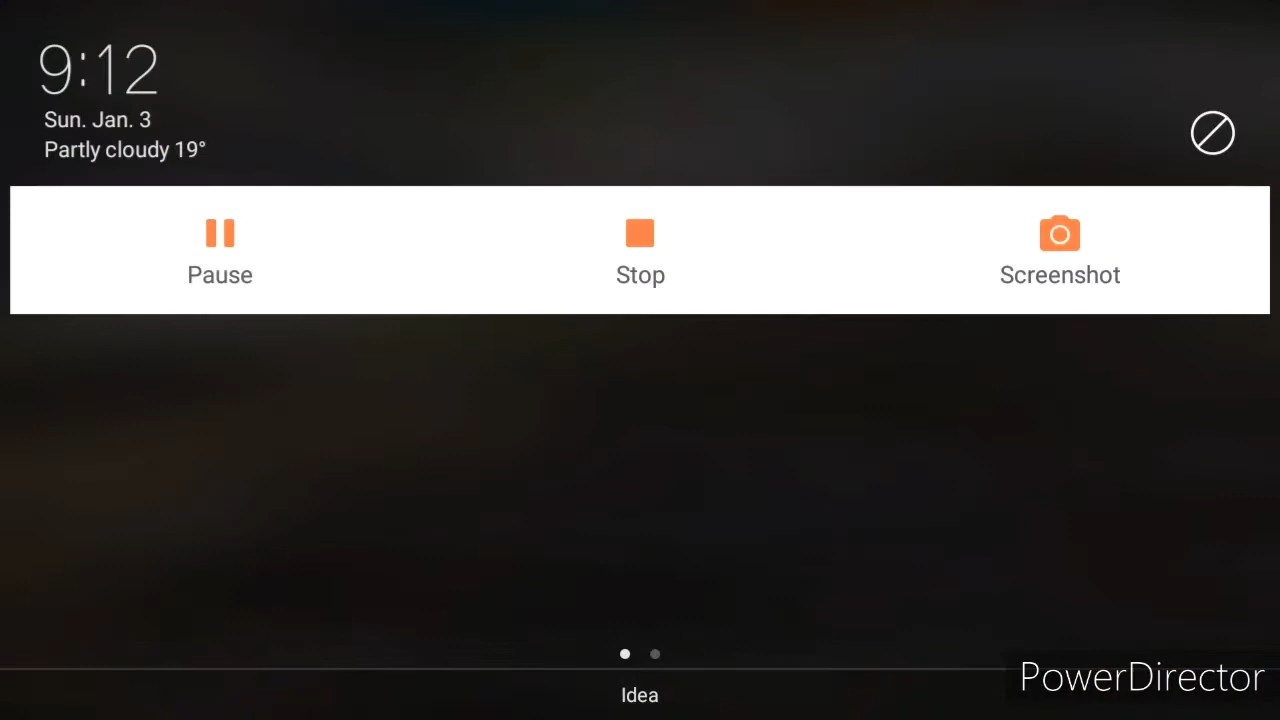 9:12
Sun. Jan. 3
Partly cloudy 19°
Pause
Stop
Screenshot
Idea
PowerDirector